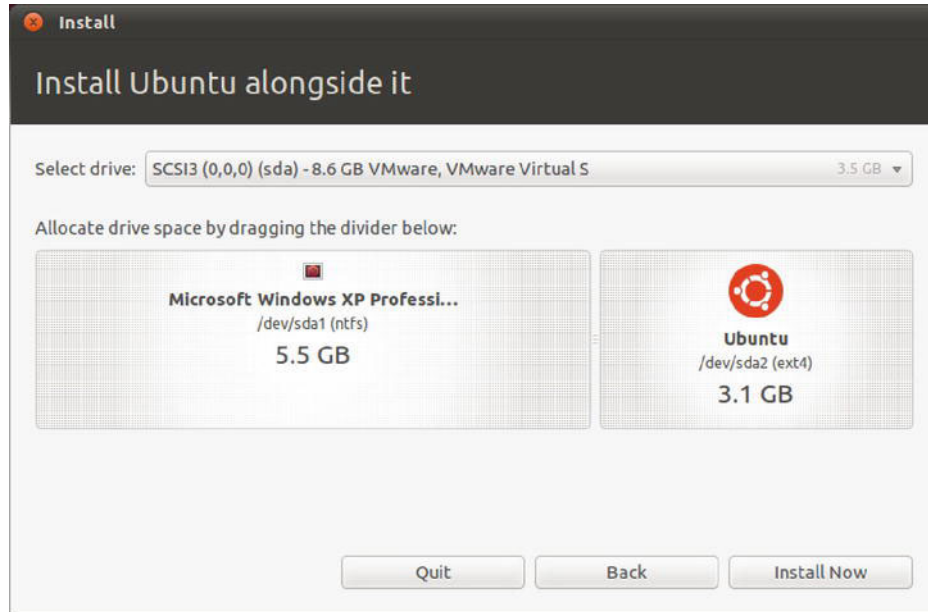 Install
Install Ubuntu alongside it
Select drive: SCSI3 (0,0,0) (sda) - 8.6 GB VMware, VMware Virtual S 3.5 GB
Allocate drive space by dragging the divider below:
Microsoft Windows XP Professi...
/dev/sda1 (ntfs)
5.5 GB
Ubuntu
/dev/sda2 (ext4)
3.1 GB
Quit Back Install Now